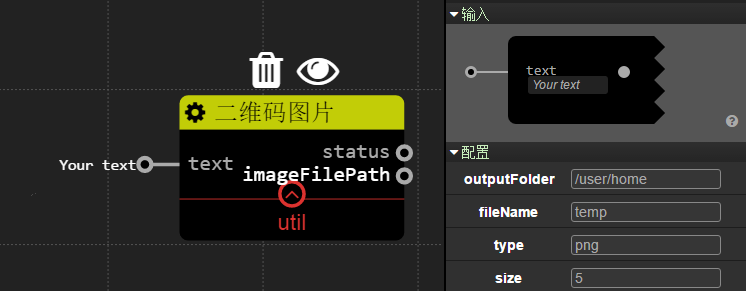 二维码图片
status
Your text
text
imageFilePath
util
输入
text
Your text
?
配置
outputFolder /user/home
fileName temp
type png
size 5